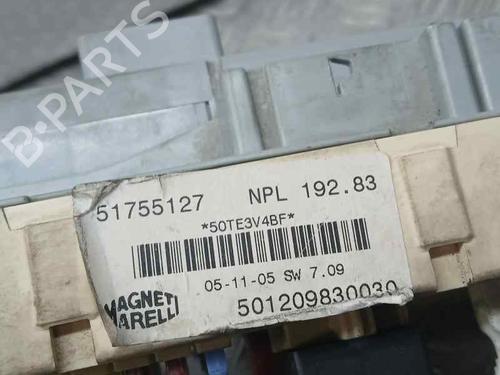 B-PARTS
51755127 NPL 192.83
*50TE3V4BF*
05-11-05 SW 7.09
501209830030
MAGNETI
MARELLI